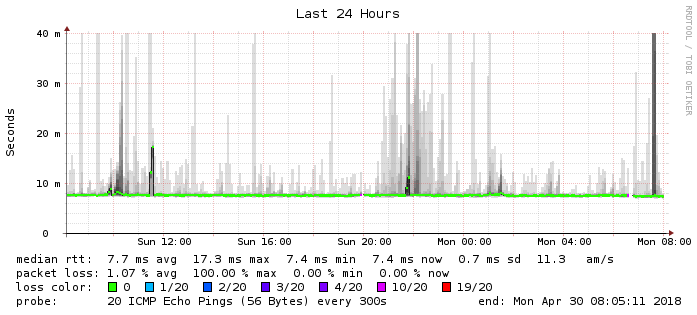 Last 24 Hours
RRDTOOL / TOBI OETIKER
Seconds
40 m
30 m
20 m
10 m
0
Sun 12:00 Sun 16:00 Sun 20:00 Mon 00:00 Mon 04:00 Mon 08:00
median rtt: 7.7 ms avg 17.3 ms max 7.4 ms min 7.4 ms now 0.7 ms sd 11.3 am/s
packet loss: 1.07 % avg 100.00 % max 0.00 % min 0.00 % now
loss color: 0 1/20 2/20 3/20 4/20 10/20 19/20
probe: 20 ICMP Echo Pings (56 Bytes) every 300s end: Mon Apr 30 08:05:11 2018